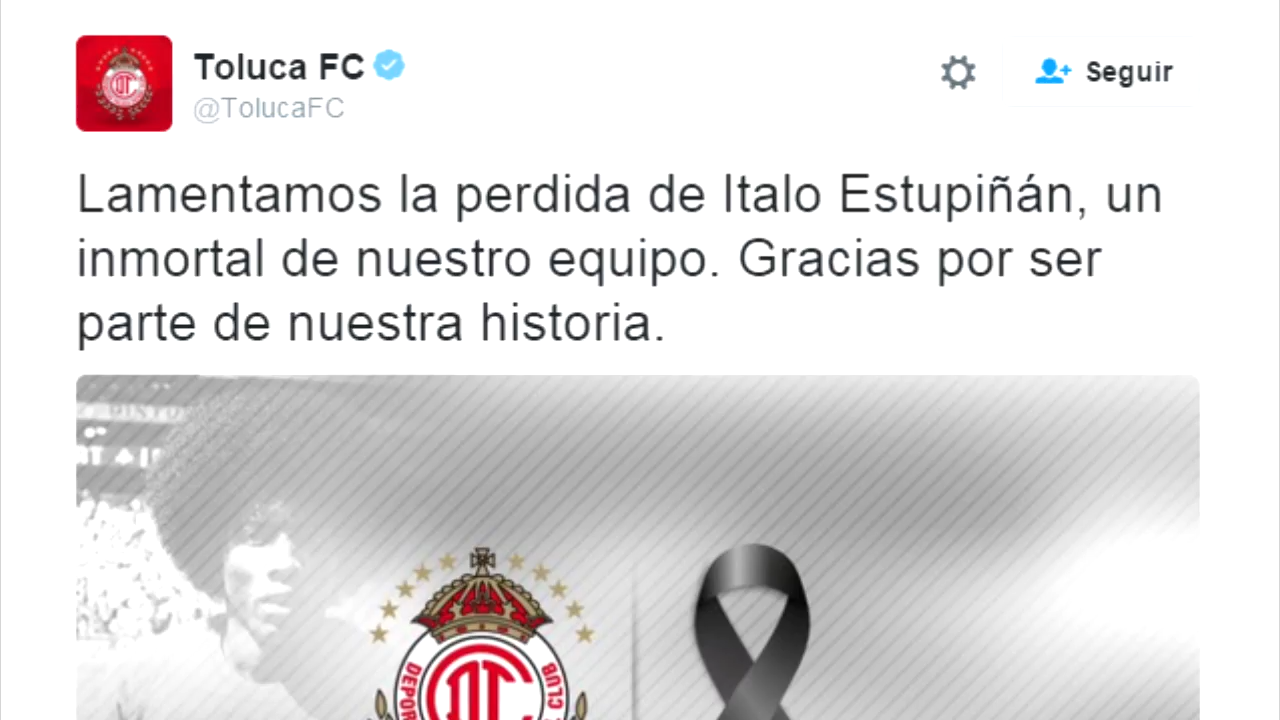 Toluca FC
@TolucaFC
Seguir
Lamentamos la perdida de Italo Estupiñán, un
inmortal de nuestro equipo. Gracias por ser
parte de nuestra historia.
CLUB